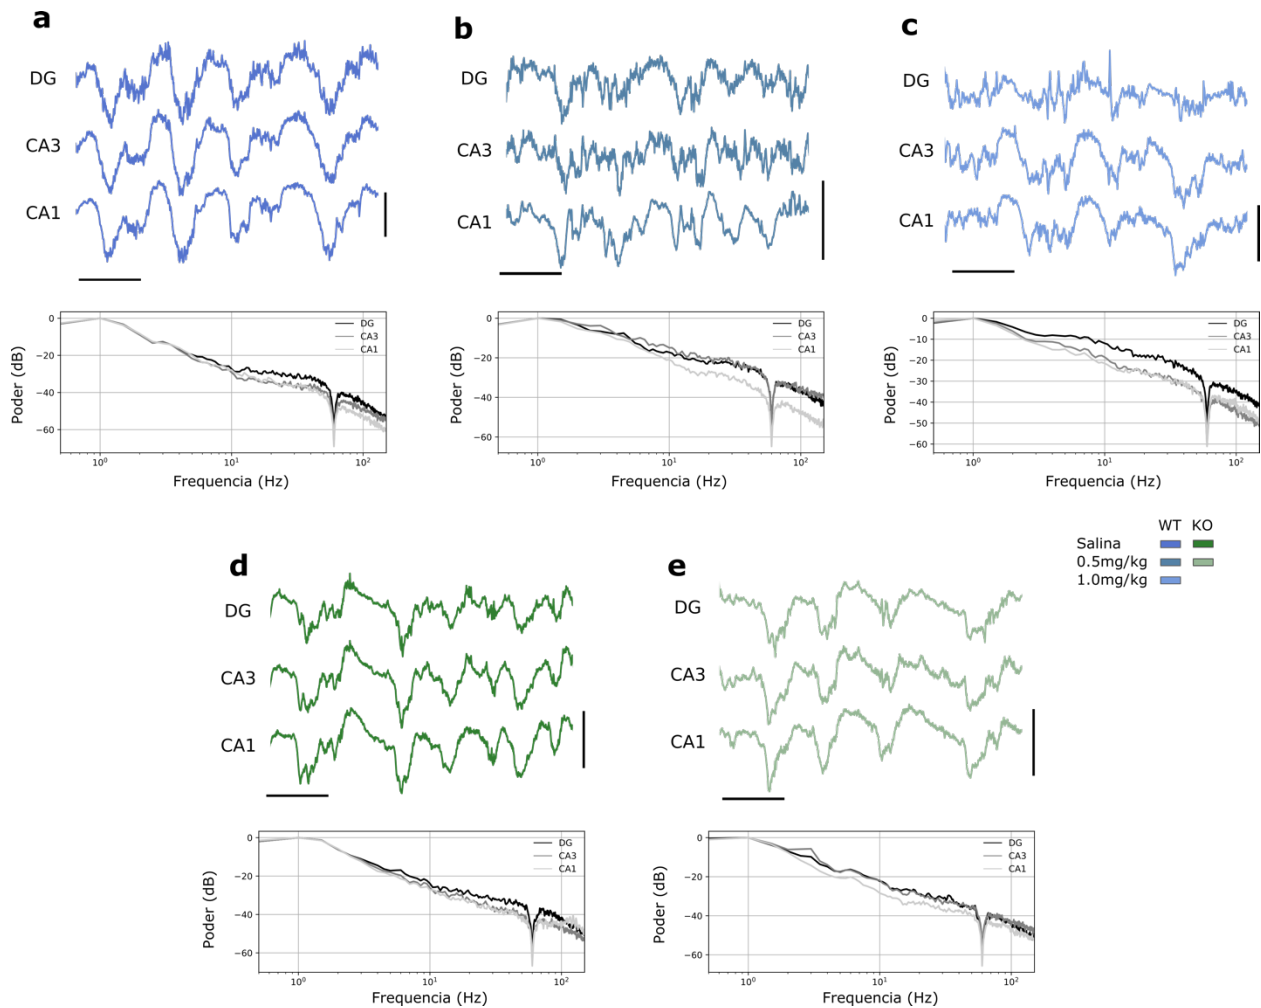 a
DG
CA3
CA1
0
−20
−40
−60
Poder (dB)
10⁰
10¹
10²
Frequencia (Hz)
DG
CA3
CA1
b
DG
CA3
CA1
0
−20
−40
−60
Poder (dB)
10⁰
10¹
10²
Frequencia (Hz)
DG
CA3
CA1
c
DG
CA3
CA1
0
−10
−20
−30
−40
−50
−60
Poder (dB)
10⁰
10¹
10²
Frequencia (Hz)
DG
CA3
CA1
WT KO
Salina
0.5mg/kg
1.0mg/kg
d
DG
CA3
CA1
0
−20
−40
−60
Poder (dB)
10⁰
10¹
10²
Frequencia (Hz)
DG
CA3
CA1
e
DG
CA3
CA1
0
−20
−40
−60
Poder (dB)
10⁰
10¹
10²
Frequencia (Hz)
DG
CA3
CA1